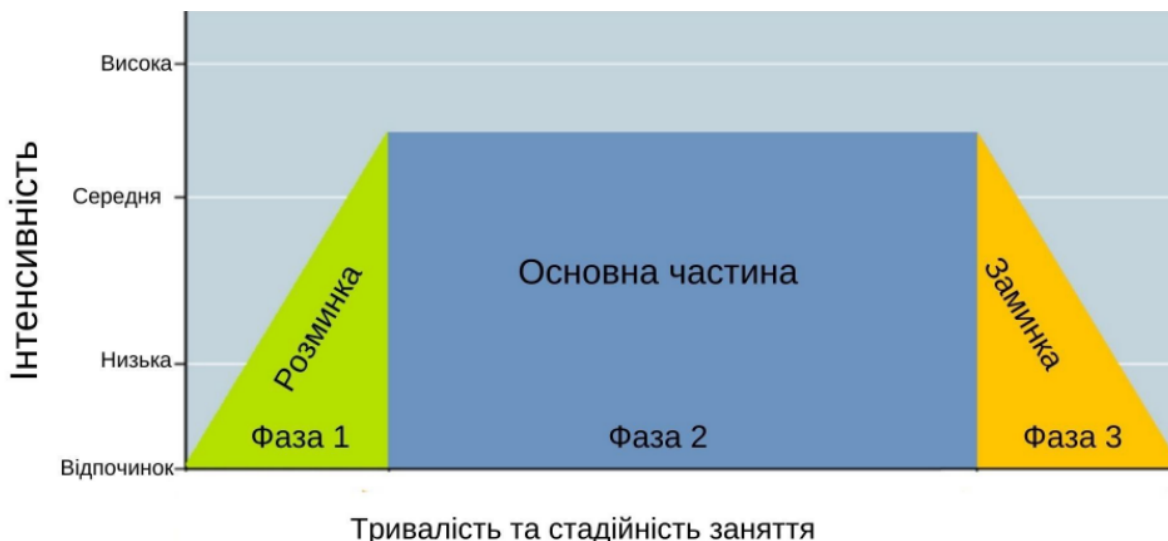 Інтенсивність
Висока
Середня
Низька
Відпочинок
Розминка
Фаза 1
Основна частина
Фаза 2
Заминка
Фаза 3
Тривалість та стадійність заняття